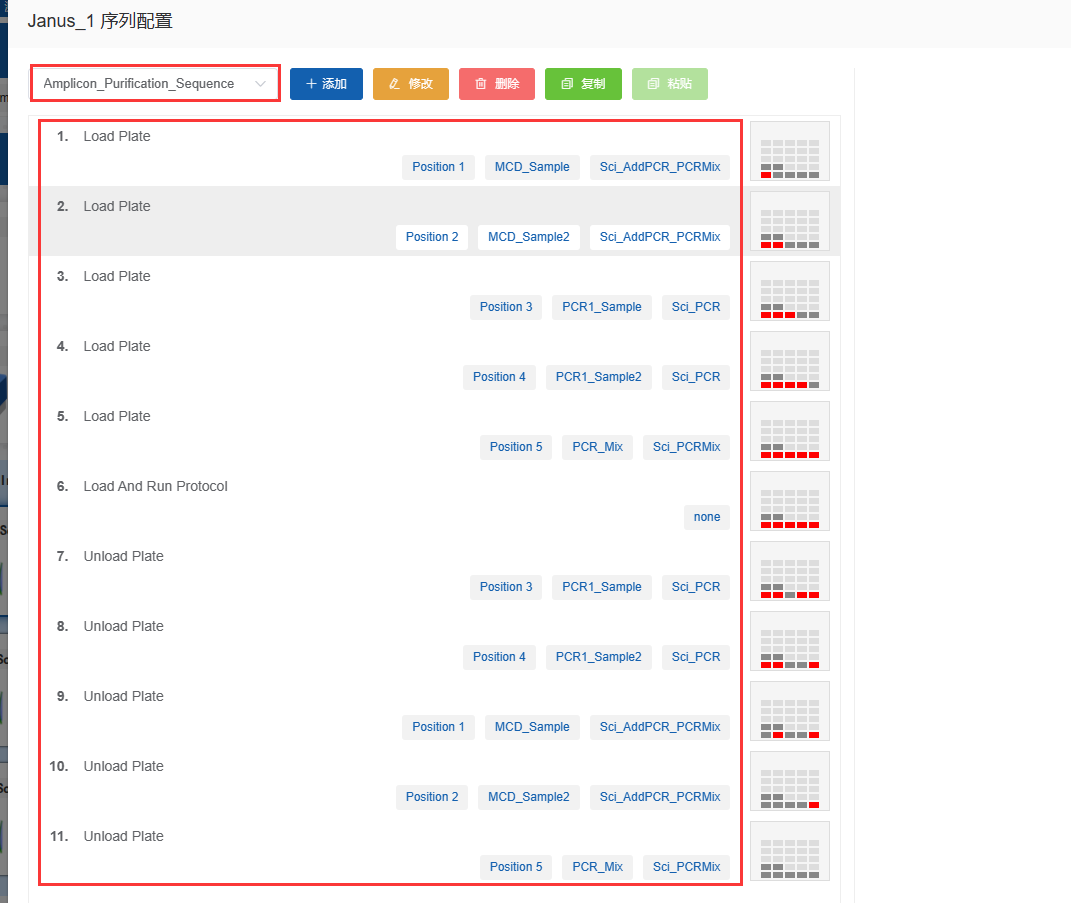 Janus_1 序列配置
Amplicon_Purification_Sequence 添加 修改 删除 复制 粘贴
1. Load Plate
Position 1 MCD_Sample Sci_AddPCR_PCRMix
2. Load Plate
Position 2 MCD_Sample2 Sci_AddPCR_PCRMix
3. Load Plate
Position 3 PCR1_Sample Sci_PCR
4. Load Plate
Position 4 PCR1_Sample2 Sci_PCR
5. Load Plate
Position 5 PCR_Mix Sci_PCRMix
6. Load And Run Protocol
none
7. Unload Plate
Position 3 PCR1_Sample Sci_PCR
8. Unload Plate
Position 4 PCR1_Sample2 Sci_PCR
9. Unload Plate
Position 1 MCD_Sample Sci_AddPCR_PCRMix
10. Unload Plate
Position 2 MCD_Sample2 Sci_AddPCR_PCRMix
11. Unload Plate
Position 5 PCR_Mix Sci_PCRMix